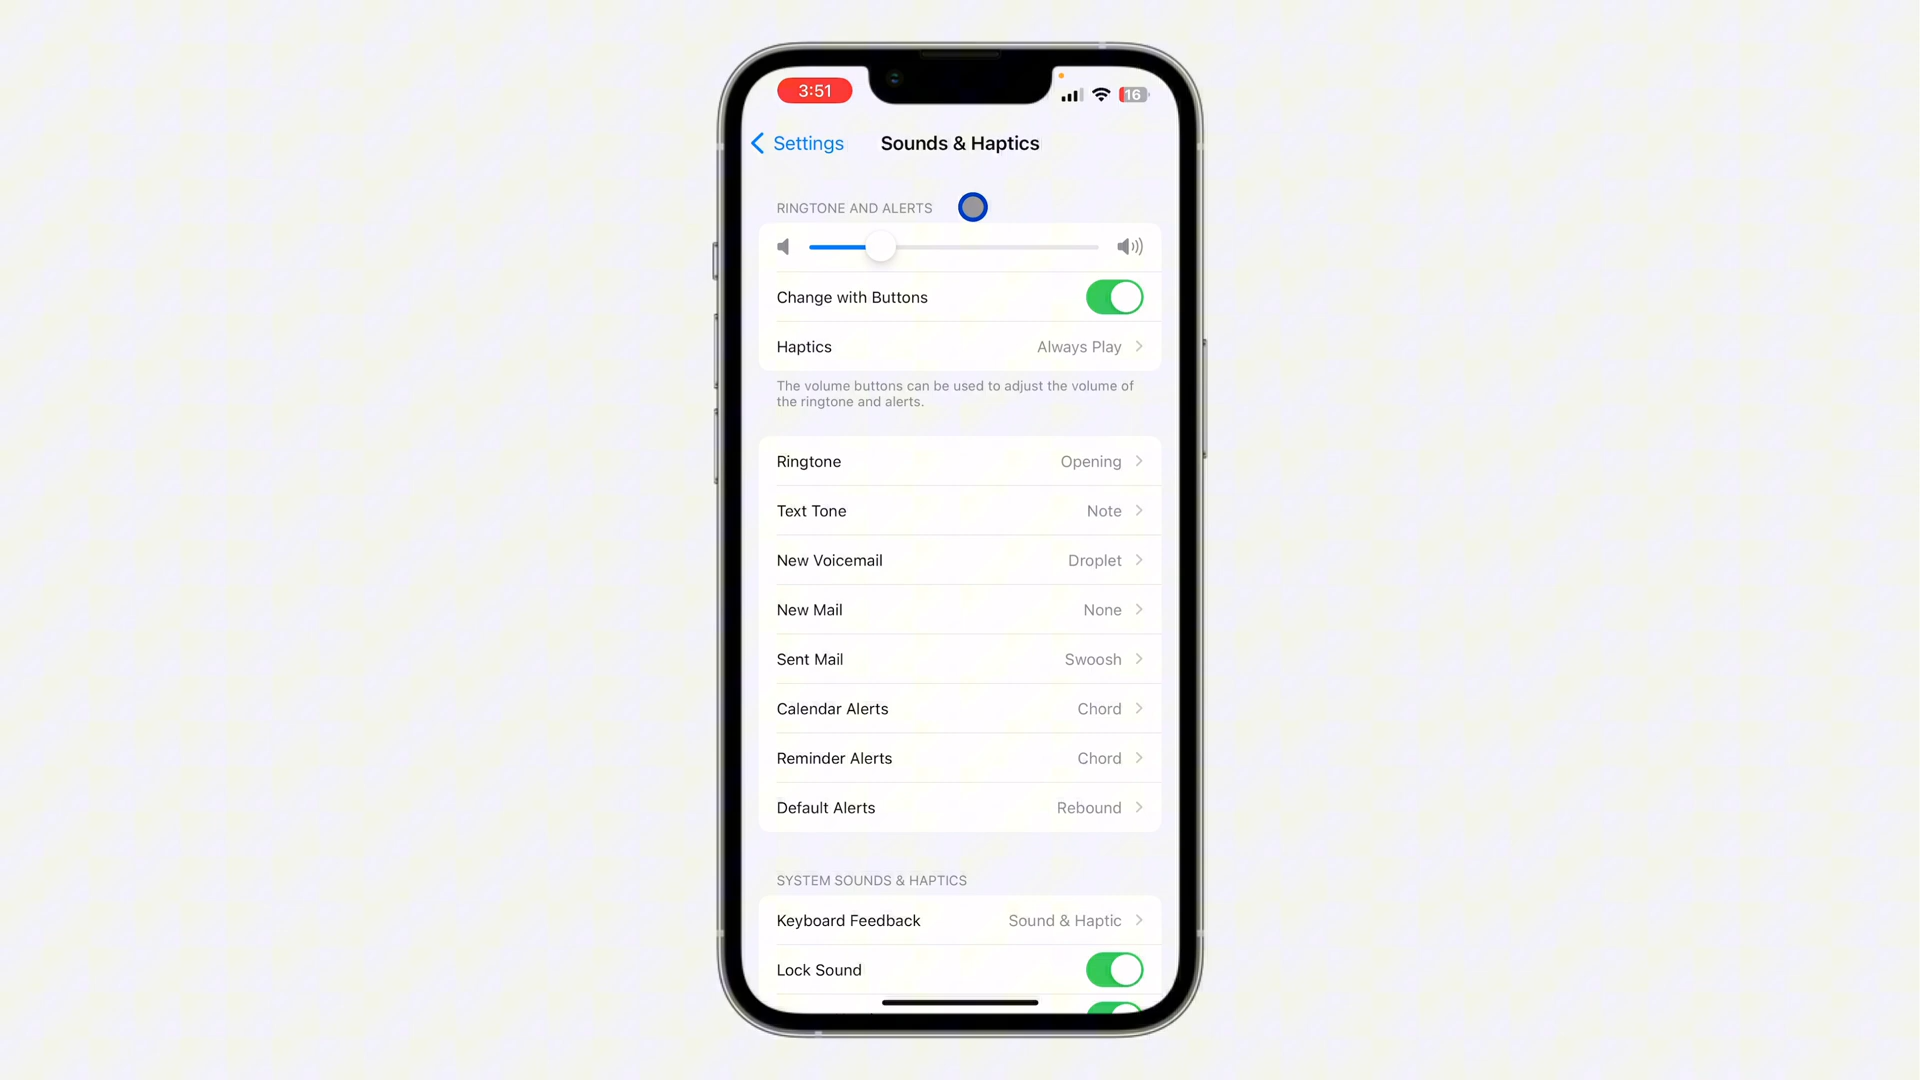 3:51
16
Settings
Sounds & Haptics
RINGTONE AND ALERTS
Change with Buttons
Haptics Always Play
The volume buttons can be used to adjust the volume of
the ringtone and alerts.
Ringtone Opening
Text Tone Note
New Voicemail Droplet
New Mail None
Sent Mail Swoosh
Calendar Alerts Chord
Reminder Alerts Chord
Default Alerts Rebound
SYSTEM SOUNDS & HAPTICS
Keyboard Feedback Sound & Haptic
Lock Sound